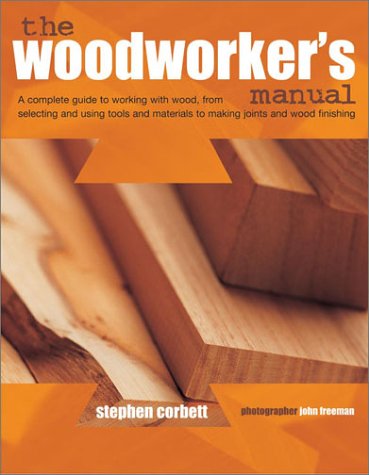 the
woodworker's
manual
A complete guide to working with wood, from
selecting and using tools and materials to making joints and wood finishing
stephen corbett
photographer john freeman